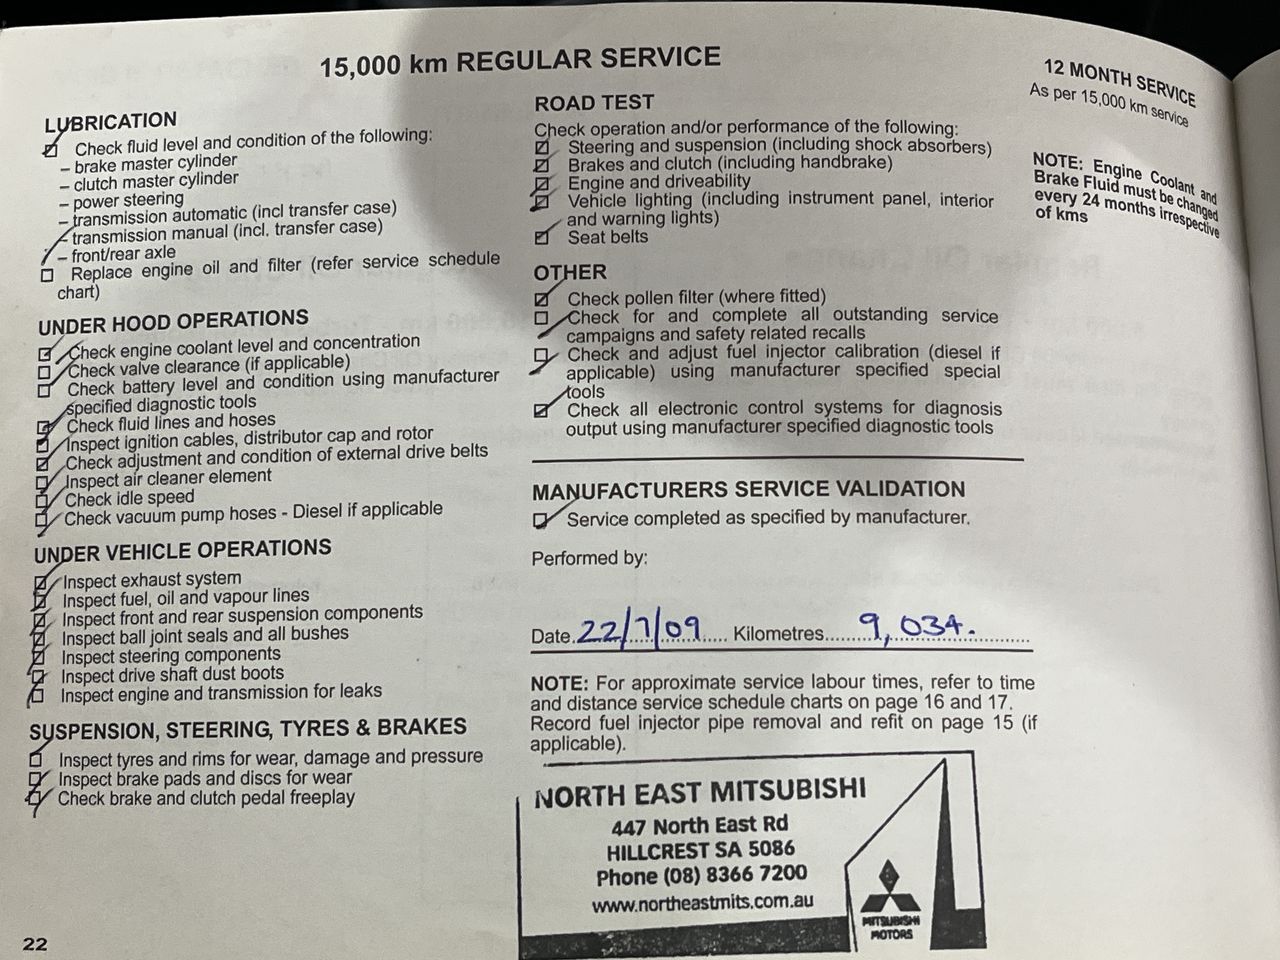 15,000 km REGULAR SERVICE
LUBRICATION
Check fluid level and condition of the following:
– brake master cylinder
– clutch master cylinder
– power steering
– transmission automatic (incl transfer case)
– transmission manual (incl. transfer case)
– front/rear axle
Replace engine oil and filter (refer service schedule
chart)
UNDER HOOD OPERATIONS
Check engine coolant level and concentration
Check valve clearance (if applicable)
Check battery level and condition using manufacturer
specified diagnostic tools
Check fluid lines and hoses
Inspect ignition cables, distributor cap and rotor
Check adjustment and condition of external drive belts
Inspect air cleaner element
Check idle speed
Check vacuum pump hoses - Diesel if applicable
UNDER VEHICLE OPERATIONS
Inspect exhaust system
Inspect fuel, oil and vapour lines
Inspect front and rear suspension components
Inspect ball joint seals and all bushes
Inspect steering components
Inspect drive shaft dust boots
Inspect engine and transmission for leaks
SUSPENSION, STEERING, TYRES & BRAKES
Inspect tyres and rims for wear, damage and pressure
Inspect brake pads and discs for wear
Check brake and clutch pedal freeplay
22
ROAD TEST
Check operation and/or performance of the following:
Steering and suspension (including shock absorbers)
Brakes and clutch (including handbrake)
Engine and driveability
Vehicle lighting (including instrument panel, interior
and warning lights)
Seat belts
OTHER
Check pollen filter (where fitted)
Check for and complete all outstanding service
campaigns and safety related recalls
Check and adjust fuel injector calibration (diesel if
applicable) using manufacturer specified special
tools
Check all electronic control systems for diagnosis
output using manufacturer specified diagnostic tools
MANUFACTURERS SERVICE VALIDATION
Service completed as specified by manufacturer.
Performed by:
Date 22/7/09 Kilometres 9,034.
NOTE: For approximate service labour times, refer to time
and distance service schedule charts on page 16 and 17.
Record fuel injector pipe removal and refit on page 15 (if
applicable).
NORTH EAST MITSUBISHI
447 North East Rd
HILLCREST SA 5086
Phone (08) 8366 7200
www.northeastmits.com.au
MITSUBISHI
MOTORS
12 MONTH SERVICE
As per 15,000 km service
NOTE: Engine Coolant and
Brake Fluid must be changed
every 24 months irrespective
of kms